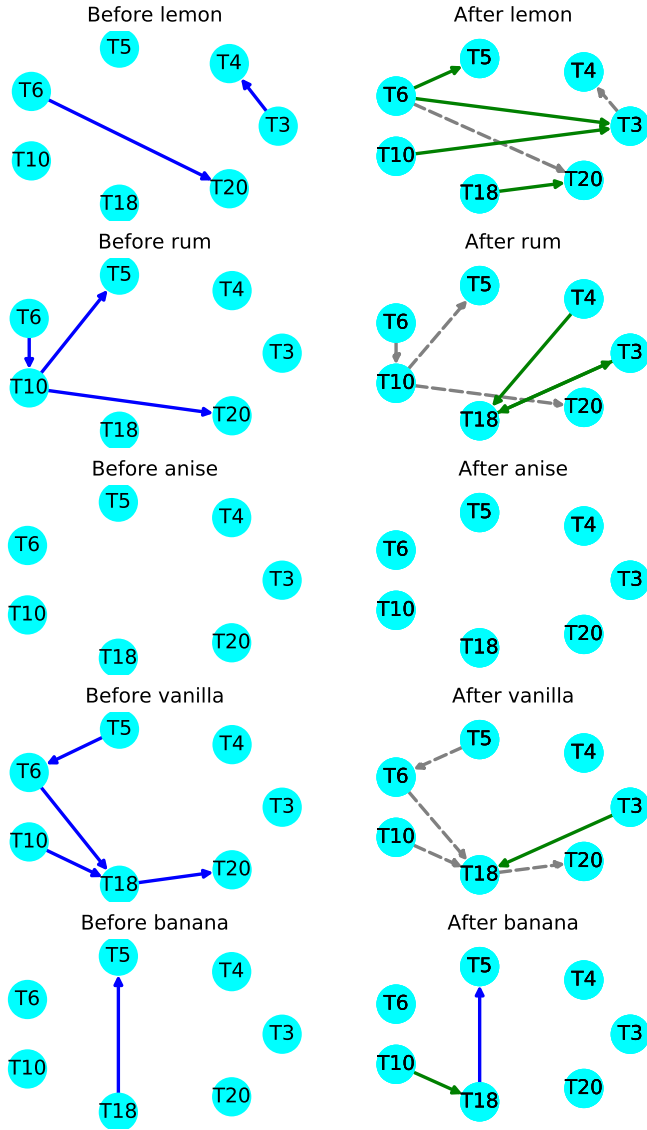 Before lemon
After lemon
T5
T4
T6
T3
T10
T20
T18
T5
T4
T6
T3
T10
T20
T18
Before rum
After rum
T5
T4
T6
T3
T10
T20
T18
T5
T4
T6
T3
T10
T20
T18
Before anise
After anise
T5
T4
T6
T3
T10
T20
T18
T5
T4
T6
T3
T10
T20
T18
Before vanilla
After vanilla
T5
T4
T6
T3
T10
T20
T18
T5
T4
T6
T3
T10
T20
T18
Before banana
After banana
T5
T4
T6
T3
T10
T20
T18
T5
T4
T6
T3
T10
T20
T18